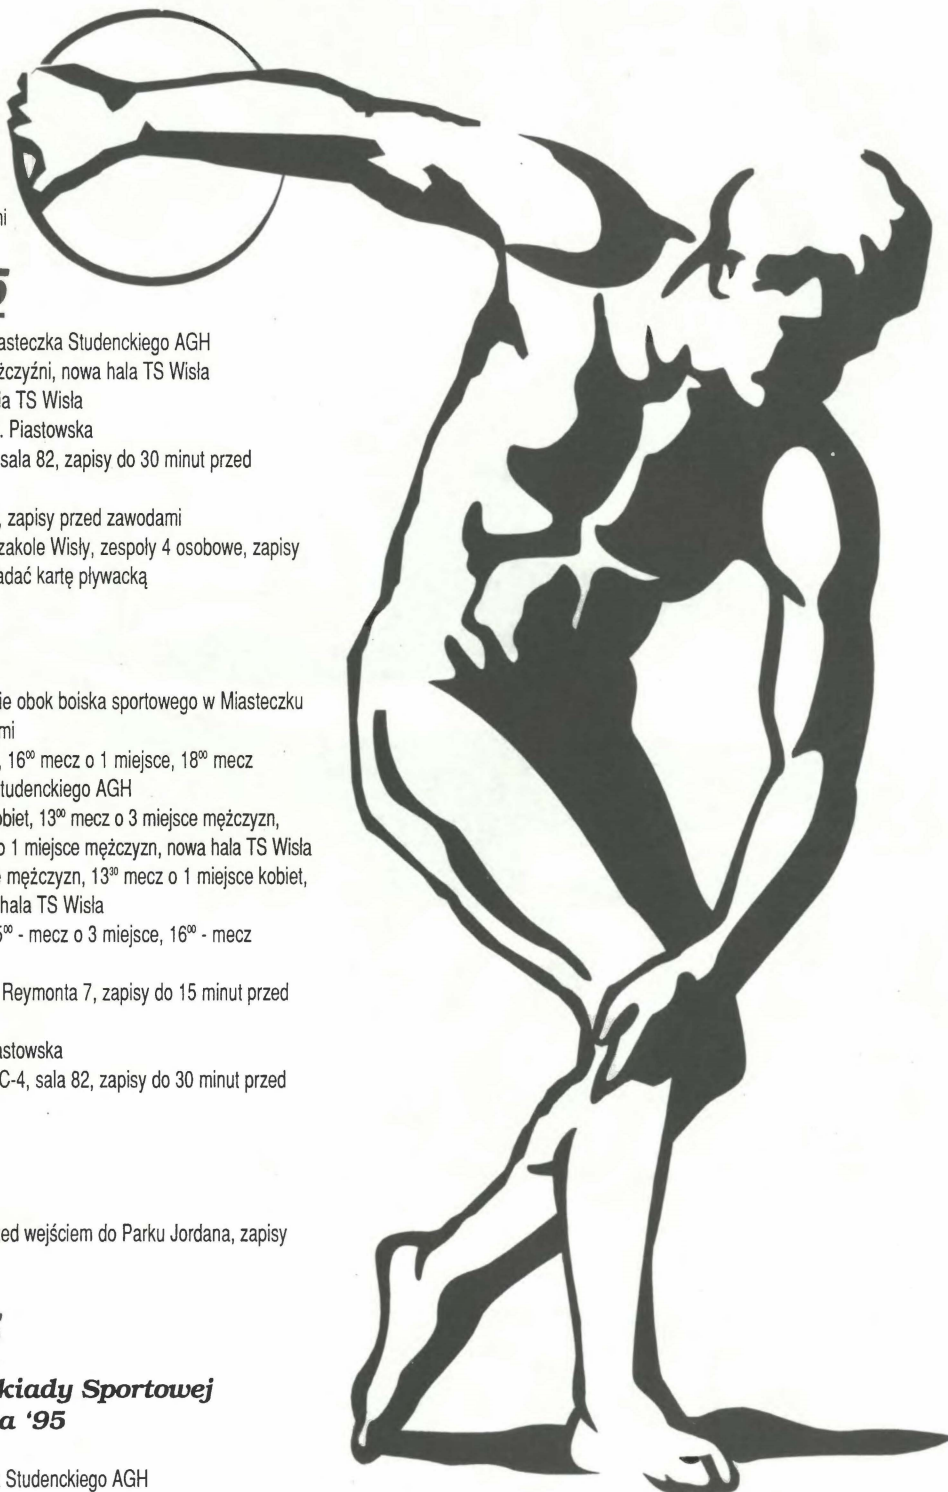 asteczka Studenckiego AGH
żczyźni, nowa hala TS Wisła
ia TS Wisła
. Piastowska
sala 82, zapisy do 30 minut przed
, zapisy przed zawodami
zakole Wisły, zespoły 4 osobowe, zapisy
adać kartę pływacką
ie obok boiska sportowego w Miasteczku
mi
, 16⁰⁰ mecz o 1 miejsce, 18⁰⁰ mecz
tudenckiego AGH
obiet, 13⁰⁰ mecz o 3 miejsce mężczyzn,
o 1 miejsce mężczyzn, nowa hala TS Wisła
e mężczyzn, 13³⁰ mecz o 1 miejsce kobiet,
hala TS Wisła
5⁰⁰ - mecz o 3 miejsce, 16⁰⁰ - mecz
Reymonta 7, zapisy do 15 minut przed
astowska
C-4, sala 82, zapisy do 30 minut przed
ed wejściem do Parku Jordana, zapisy
kiady Sportowej
a '95
Studenckiego AGH